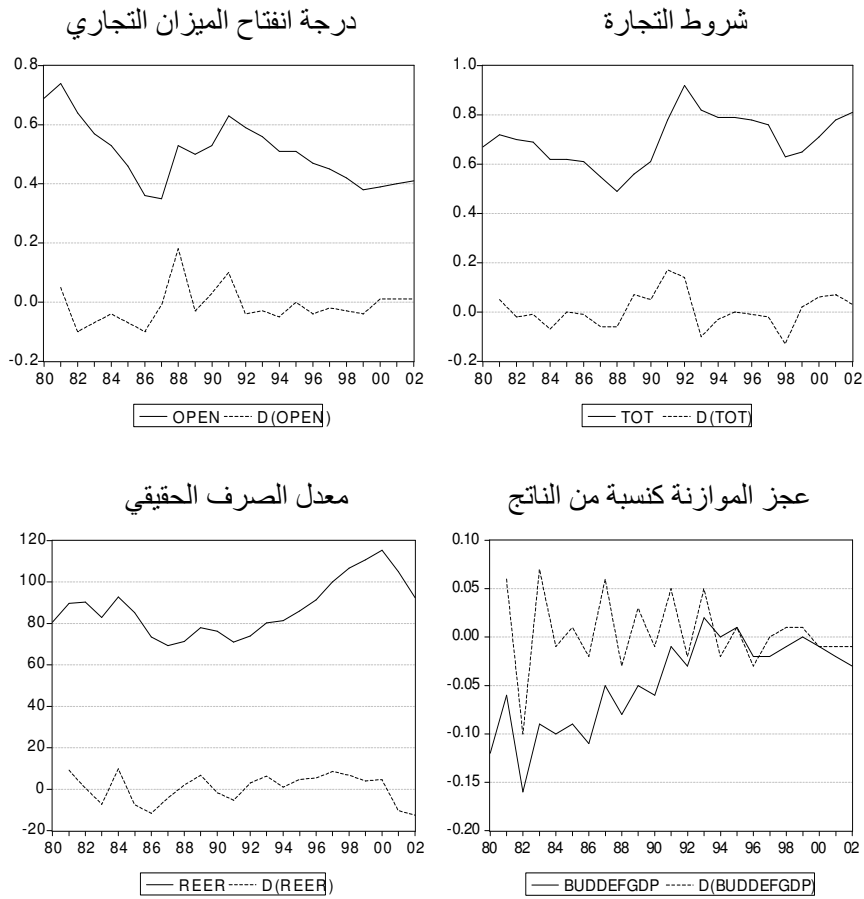 درجة انفتاح الميزان التجاري
0.8
0.6
0.4
0.2
0.0
-0.2
80 82 84 86 88 90 92 94 96 98 00 02
OPEN D(OPEN)
شروط التجارة
1.0
0.8
0.6
0.4
0.2
0.0
-0.2
80 82 84 86 88 90 92 94 96 98 00 02
TOT D(TOT)
معدل الصرف الحقيقي
120
100
80
60
40
20
0
-20
80 82 84 86 88 90 92 94 96 98 00 02
REER D(REER)
عجز الموازنة كنسبة من الناتج
0.10
0.05
0.00
-0.05
-0.10
-0.15
-0.20
80 82 84 86 88 90 92 94 96 98 00 02
BUDDEFGDP D(BUDDEFGDP)